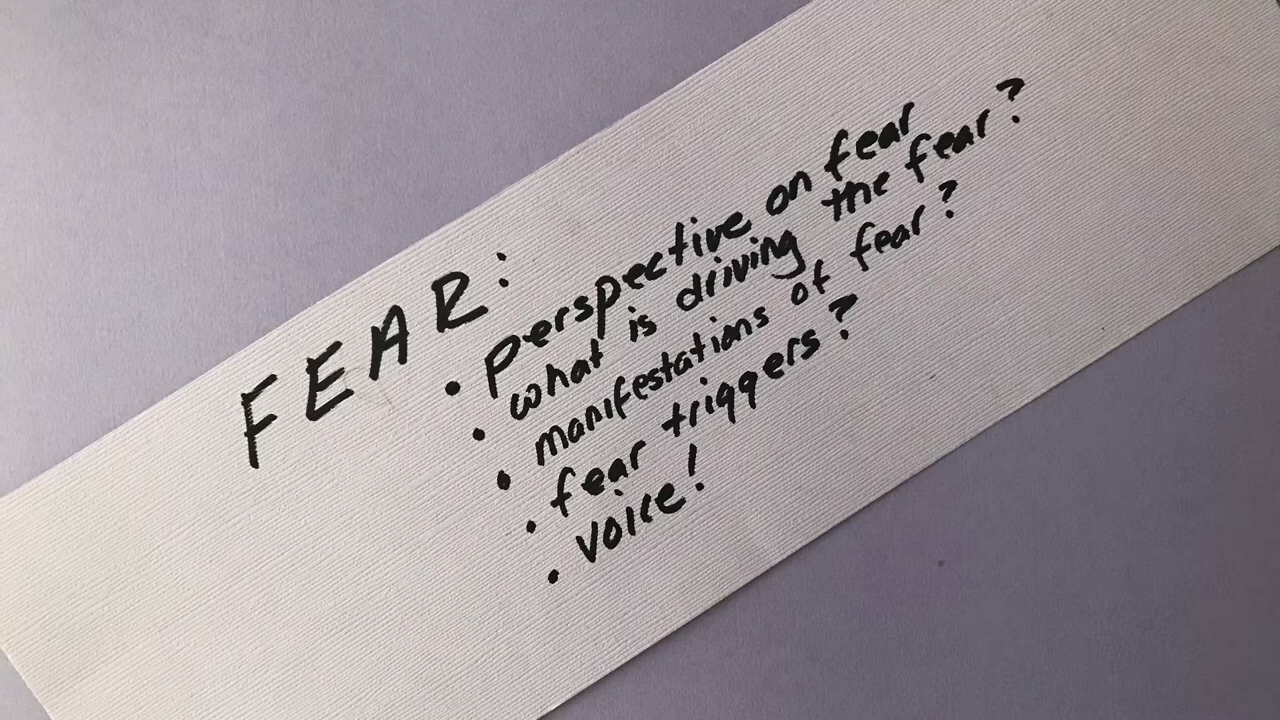 FEAR:
• perspective on fear
• what is driving the fear?
• manifestations of fear?
• fear triggers?
• voice!